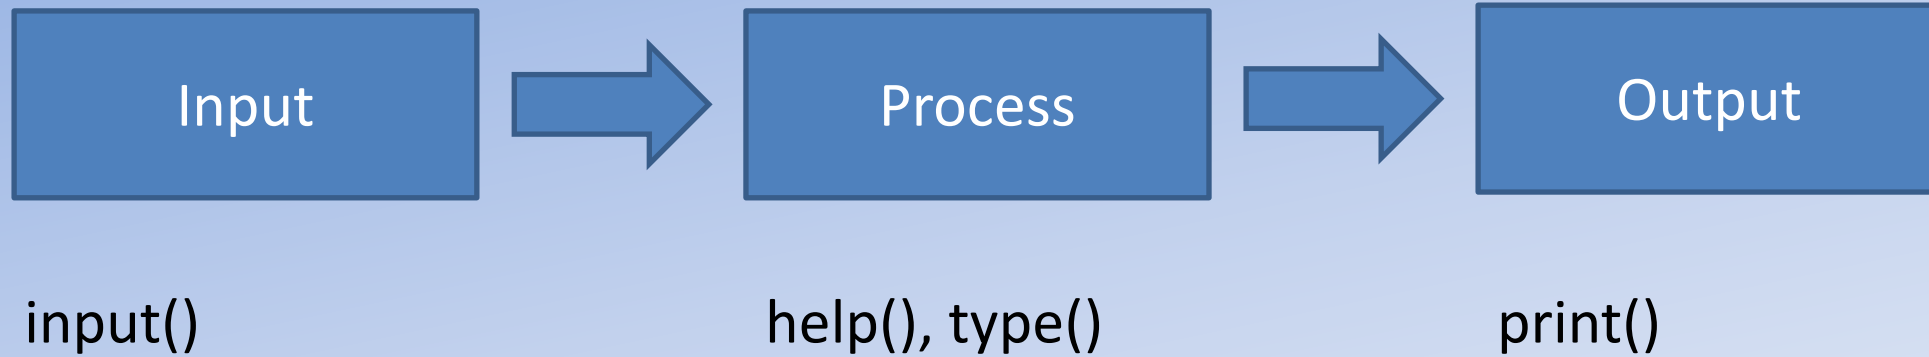 Input Process Output
input() help(), type() print()